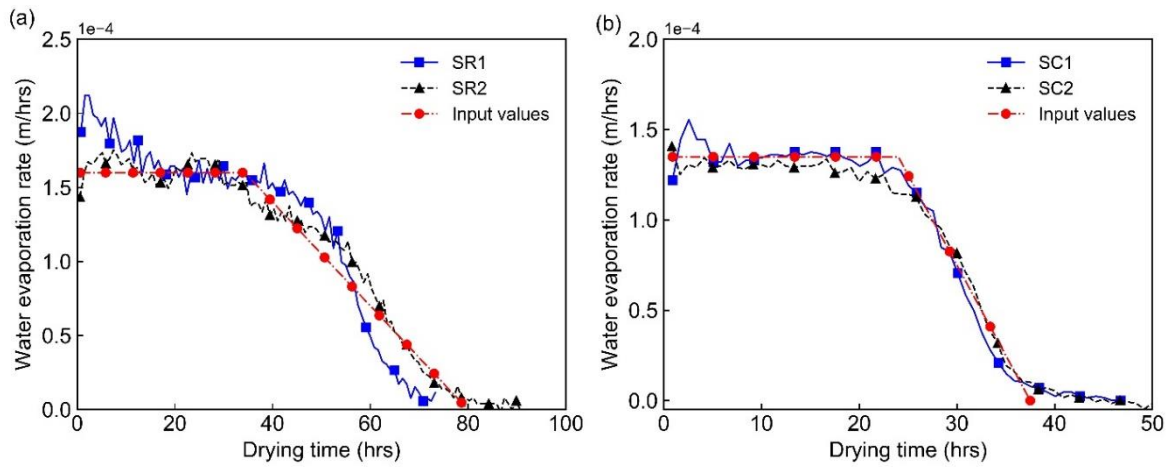 (a)
1e−4
2.5
2.0
1.5
1.0
0.5
0.0
Water evaporation rate (m/hrs)
SR1
SR2
Input values
0 20 40 60 80 100
Drying time (hrs)
(b)
1e−4
2.0
1.5
1.0
0.5
0.0
Water evaporation rate (m/hrs)
SC1
SC2
Input values
0 10 20 30 40 50
Drying time (hrs)